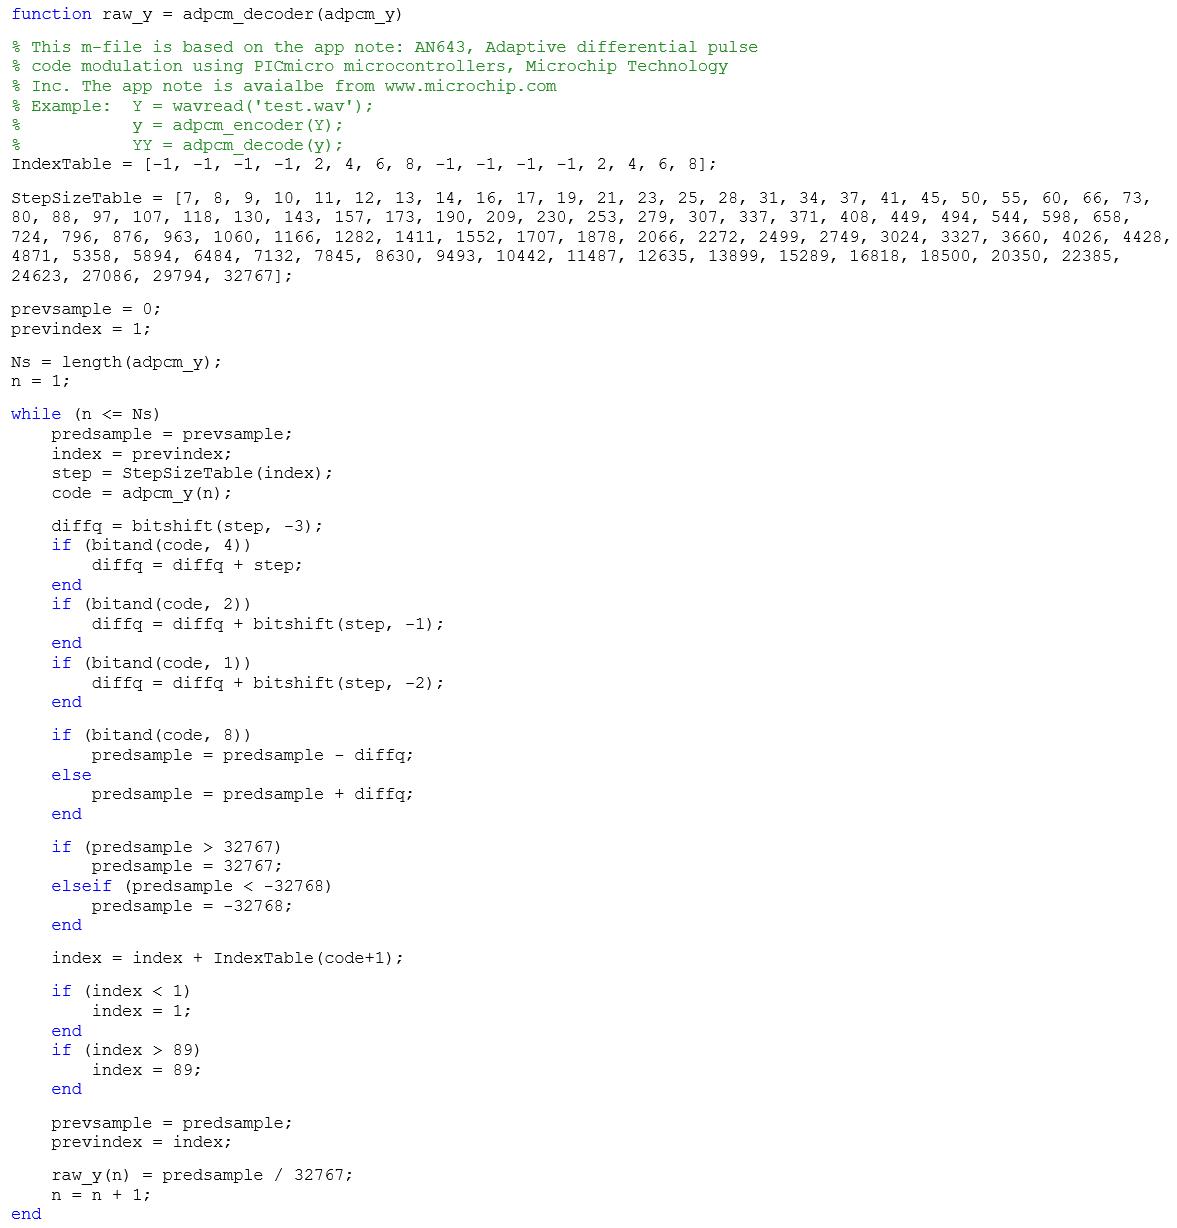 function raw_y = adpcm_decoder(adpcm_y)
% This m-file is based on the app note: AN643, Adaptive differential pulse
% code modulation using PICmicro microcontrollers, Microchip Technology
% Inc. The app note is avaialbe from www.microchip.com
% Example:  Y = wavread('test.wav');
%           y = adpcm_encoder(Y);
%           YY = adpcm_decode(y);
IndexTable = [-1, -1, -1, -1, 2, 4, 6, 8, -1, -1, -1, -1, 2, 4, 6, 8];
StepSizeTable = [7, 8, 9, 10, 11, 12, 13, 14, 16, 17, 19, 21, 23, 25, 28, 31, 34, 37, 41, 45, 50, 55, 60, 66, 73,
80, 88, 97, 107, 118, 130, 143, 157, 173, 190, 209, 230, 253, 279, 307, 337, 371, 408, 449, 494, 544, 598, 658,
724, 796, 876, 963, 1060, 1166, 1282, 1411, 1552, 1707, 1878, 2066, 2272, 2499, 2749, 3024, 3327, 3660, 4026, 4428,
4871, 5358, 5894, 6484, 7132, 7845, 8630, 9493, 10442, 11487, 12635, 13899, 15289, 16818, 18500, 20350, 22385,
24623, 27086, 29794, 32767];
prevsample = 0;
previndex = 1;
Ns = length(adpcm_y);
n = 1;
while (n <= Ns)
    predsample = prevsample;
    index = previndex;
    step = StepSizeTable(index);
    code = adpcm_y(n);
    diffq = bitshift(step, -3);
    if (bitand(code, 4))
        diffq = diffq + step;
    end
    if (bitand(code, 2))
        diffq = diffq + bitshift(step, -1);
    end
    if (bitand(code, 1))
        diffq = diffq + bitshift(step, -2);
    end
    if (bitand(code, 8))
        predsample = predsample - diffq;
    else
        predsample = predsample + diffq;
    end
    if (predsample > 32767)
        predsample = 32767;
    elseif (predsample < -32768)
        predsample = -32768;
    end
    index = index + IndexTable(code+1);
    if (index < 1)
        index = 1;
    end
    if (index > 89)
        index = 89;
    end
    prevsample = predsample;
    previndex = index;
    raw_y(n) = predsample / 32767;
    n = n + 1;
end